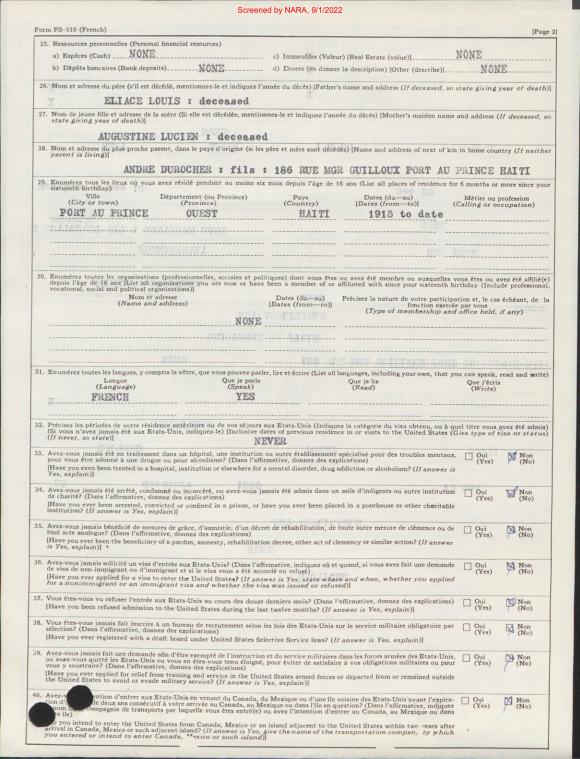 Screened by NARA, 9/1/2022
Form FS-510 (French) [Page 2]
25. Ressources personnelles (Personal financial resources)
a) Espèces (Cash) NONE c) Immeubles (Valeur) [Real Estate (value)] NONE
b) Dépôts bancaires (Bank deposits) NONE d) Divers (en donner la description) [Other (describe)] NONE
26. Nom et adresse du père (s'il est décédé, mentionnez-le et indiquez l'année du décès) [Father's name and address (If deceased, so state giving year of death)]
ELIACE LOUIS : deceased
27. Nom de jeune fille et adresse de la mère (Si elle est décédée, mentionnez-le et indiquez l'année du décès) [Mother's maiden name and address (If deceased, so
state giving year of death)]
AUGUSTINE LUCIEN : deceased
28. Nom et adresse du plus proche parent, dans le pays d'origine (si les père et mère sont décédés) [Name and address of next of kin in home country (If neither
parent is living)]
ANDRE DUROCHER : fils : 186 RUE MGR GUILLOUX PORT AU PRINCE HAITI
29. Enumérez tous les lieux où vous avez résidé pendant au moins six mois depuis l'âge de 16 ans (List all places of residence for 6 months or more since your
sixteenth birthday)
Ville Département (ou Province) Pays Dates (du—au) Métier ou profession
(City or town) (Province) (Country) [Dates (from—to)] (Calling or occupation)
PORT AU PRINCE OUEST HAITI 1915 to date
30. Enumérez toutes les organisations (professionnelles, sociales et politiques) dont vous êtes ou avez été membre ou auxquelles vous êtes ou avez été affilié(e)
depuis l'âge de 16 ans [List all organizations you are now or have been a member of or affiliated with since your sixteenth birthday (Include professional,
vocational, social and political organizations)]
Nom et adresse Dates (du—au) Précisez la nature de votre participation et, le cas échéant, de la
(Name and address) [Dates (from—to)] fonction exercée par vous
(Type of membership and office held, if any)
NONE
31. Enumérez toutes les langues, y compris la vôtre, que vous pouvez parler, lire et écrire (List all languages, including your own, that you can speak, read and write)
Langue Que je parle Que je lis Que j'écris
(Language) (Speak) (Read) (Write)
FRENCH YES
32. Précisez les périodes de votre résidence antérieure ou de vos séjours aux Etats-Unis (Indiquez la catégorie du visa obtenu, ou à quel titre vous avez été admis)
(Si vous n'avez jamais été aux Etats-Unis, indiquez-le) [Inclusive dates of previous residence in or visits to the United States (Give type of visa or status)
(If never, so state)]
NEVER
33. Avez-vous jamais été en traitement dans un hôpital, une institution ou autre établissement spécialisé pour des troubles mentaux,
pour être adonné à une drogue ou pour alcoolisme? (Dans l'affirmative, donnez des explications)
[Have you ever been treated in a hospital, institution or elsewhere for a mental disorder, drug addiction or alcoholism? (If answer is
Yes, explain)]
Oui Non
(Yes) (No)
34. Avez-vous jamais été arrêté, condamné ou incarcéré, ou avez-vous jamais été admis dans un asile d'indigents ou autre institution
de charité? (Dans l'affirmative, donnez des explications)
[Have you ever been arrested, convicted or confined in a prison, or have you ever been placed in a poorhouse or other charitable
institution? (If answer is Yes, explain)]
Oui Non
(Yes) (No)
35. Avez-vous jamais bénéficié de mesures de grâce, d'amnistie, d'un décret de réhabilitation, de toute autre mesure de clémence ou de
tout acte analogue? (Dans l'affirmative, donnez des explications)
[Have you ever been the beneficiary of a pardon, amnesty, rehabilitation decree, other act of clemency or similar action? (If answer
is Yes, explain)]
Oui Non
(Yes) (No)
36. Avez-vous jamais sollicité un visa d'entrée aux Etats-Unis? (Dans l'affirmative, indiquez où et quand, si vous avez fait une demande
de visa de non-immigrant ou d'immigrant et si le visa vous a été accordé ou refusé)
[Have you ever applied for a visa to enter the United States? (If answer is Yes, state where and when, whether you applied
for a nonimmigrant or an immigrant visa and whether the visa was issued or refused)]
Oui Non
(Yes) (No)
37. Vous êtes-vous vu refuser l'entrée aux Etats-Unis au cours des douze derniers mois? (Dans l'affirmative, donnez des explications)
[Have you been refused admission to the United States during the last twelve months? (If answer is Yes, explain)]
Oui Non
(Yes) (No)
38. Vous êtes-vous jamais fait inscrire à un bureau de recrutement selon les lois des Etats-Unis sur le service militaire obligatoire par
sélection? (Dans l'affirmative, donnez des explications)
[Have you ever registered with a draft board under United States Selective Service laws? (If answer is Yes, explain)]
Oui Non
(Yes) (No)
39. Avez-vous jamais fait une demande afin d'être exempté de l'instruction et du service militaires dans les forces armées des Etats-Unis,
ou avez-vous quitté les Etats-Unis ou vous en êtes-vous tenu éloigné, pour éviter de satisfaire à vos obligations militaires ou pour
vous y soustraire? (Dans l'affirmative, donnez des explications)
[Have you ever applied for relief from training and service in the United States armed forces or departed from or remained outside
the United States to avoid or evade military service? (If answer is Yes, explain)]
Oui Non
(Yes) (No)
40. Avez- ention d'entrer aux Etats-Unis en venant du Canada, du Mexique ou d'une île voisine des Etats-Unis avant l'expira-
tion d' de deux ans consécutif à votre arrivée au Canada, au Mexique ou dans l'île en question? (Dans l'affirmative, indiquez
nom compagnie de transports par laquelle vous êtes entré(e) ou avez l'intention d'entrer au Canada, au Mexique ou dans
île)
you intend to enter the United States from Canada, Mexico or an island adjacent to the United States within two years after
arrival in Canada, Mexico or such adjacent island? (If answer is Yes, give the name of the transportation company by which
you entered or intend to enter Canada, Mexico or such island)]
Oui Non
(Yes) (No)